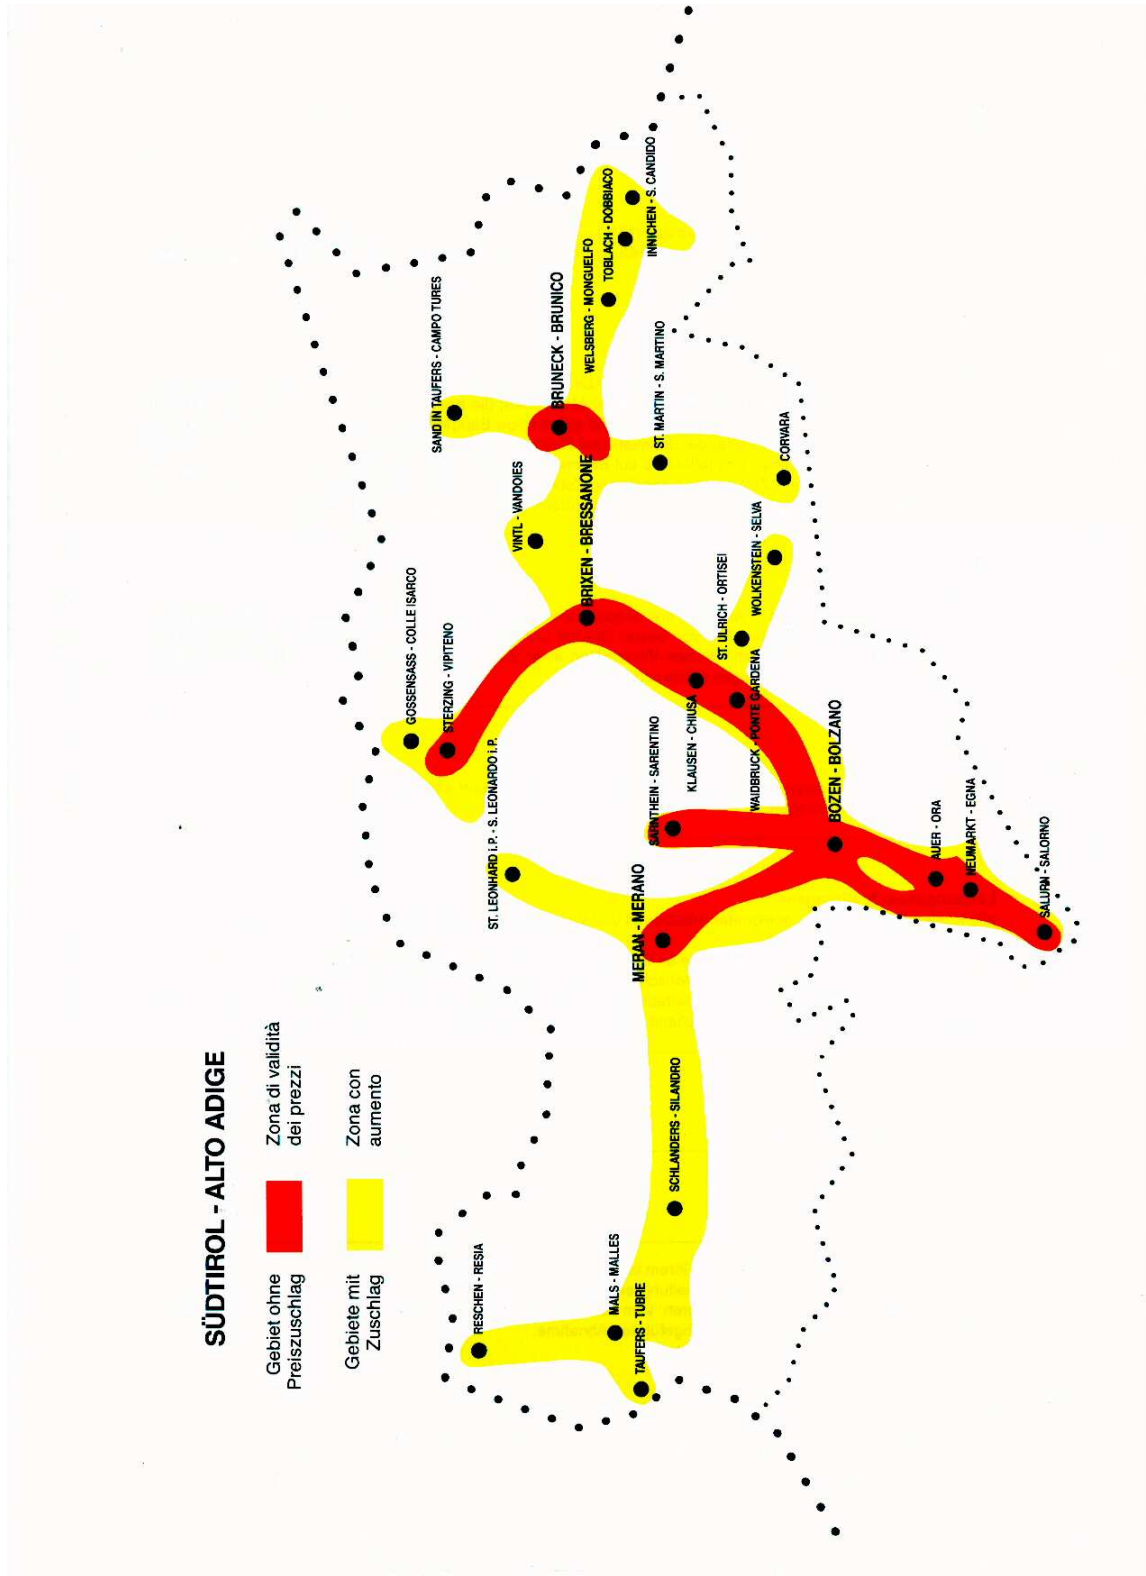 SÜDTIROL - ALTO ADIGE
Gebiet ohne
Preiszuschlag
Zona di validità
dei prezzi
Gebiete mit
Zuschlag
Zona con
aumento
RESCHEN - RESIA
MALS - MALLES
TAUFERS - TUBRE
SCHLANDERS - SILANDRO
MERAN - MERANO
ST. LEONHARD i.P. - S. LEONARDO i.P.
GOSSENSASS - COLLE ISARCO
STERZING - VIPITENO
SARNTHEIN - SARENTINO
KLAUSEN - CHIUSA
WAIDBRUCK - PONTE GARDENA
BOZEN - BOLZANO
AUER - ORA
NEUMARKT - EGNA
SALURN - SALORNO
ST. ULRICH - ORTISEI
WOLKENSTEIN - SELVA
BRIXEN - BRESSANONE
VINTL - VANDOIES
SAND IN TAUFERS - CAMPO TURES
BRUNECK - BRUNICO
ST. MARTIN - S. MARTINO
CORVARA
WELSBERG - MONGUELFO
TOBLACH - DOBBIACO
INNICHEN - S. CANDIDO